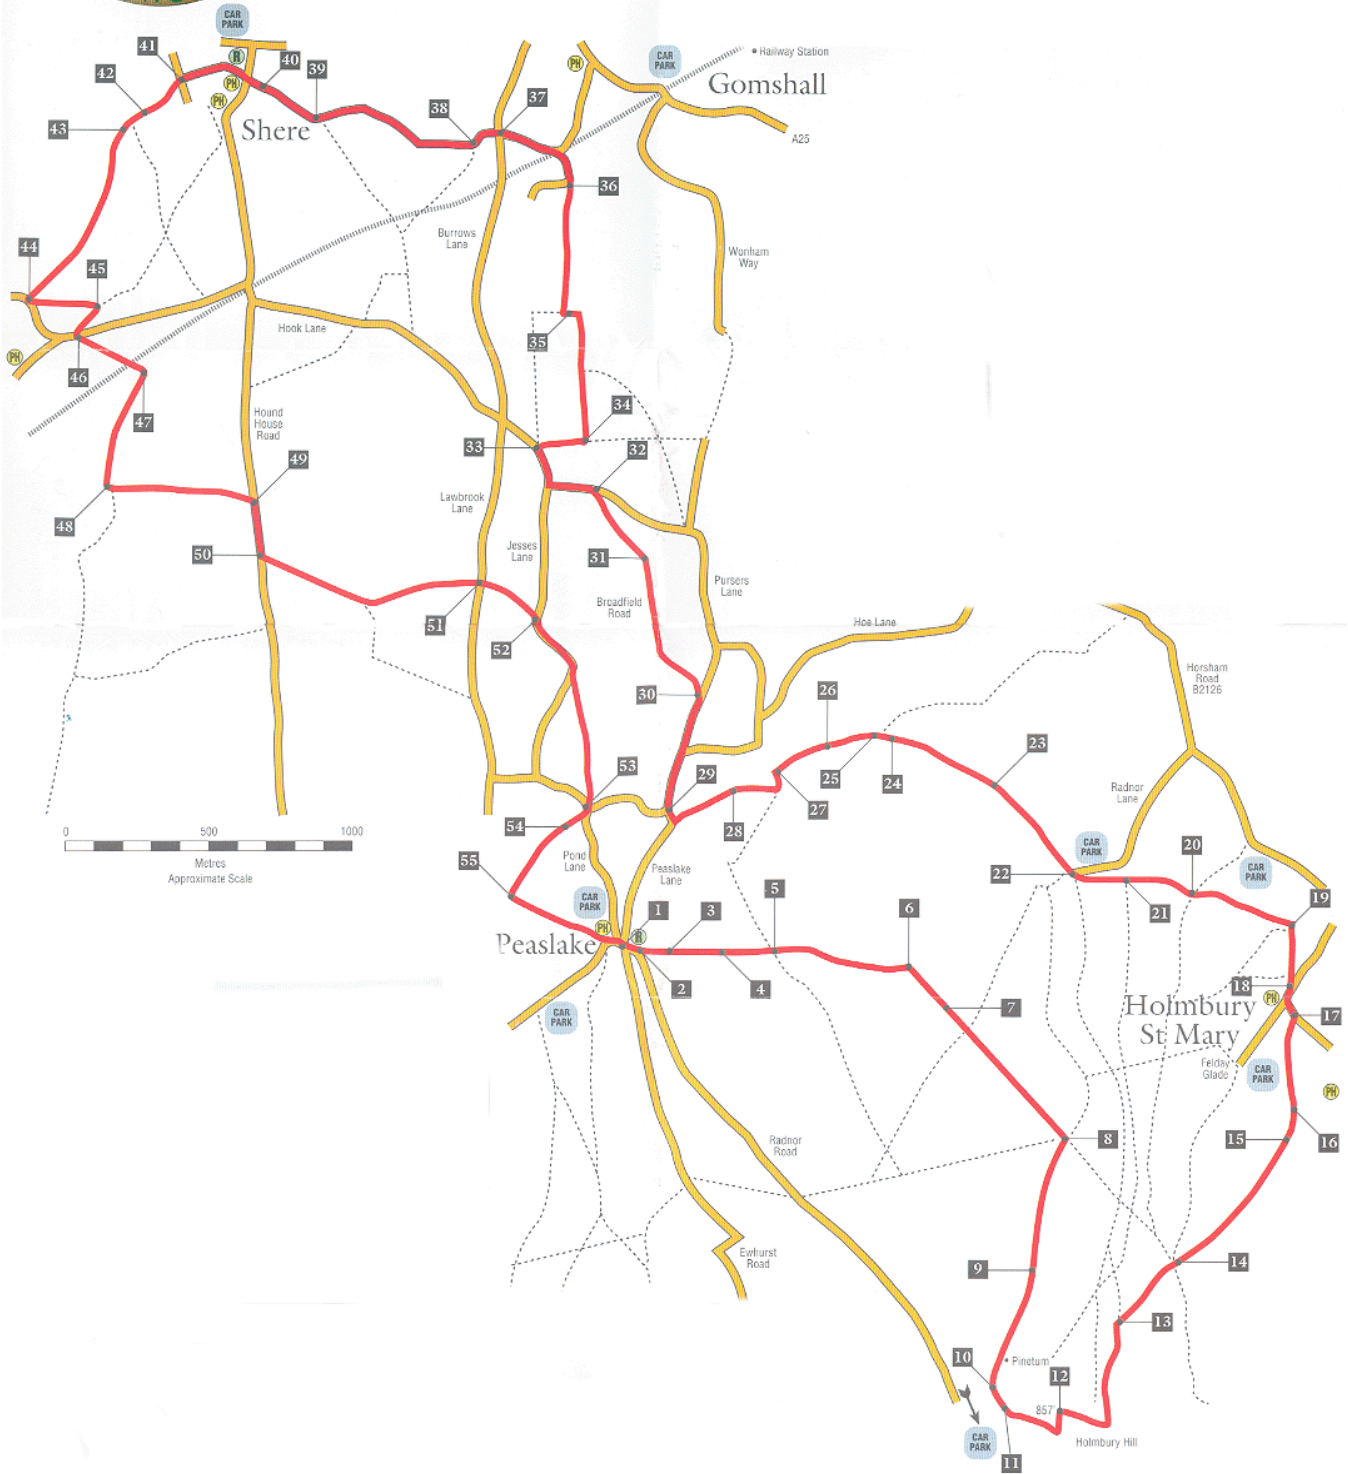 CAR
PARK
41
R
40
42
39
PH
PH
43
Shere
38
37
PH
CAR
PARK
Railway Station
Gomshall
A25
36
44
45
Burrows
Lane
Wonham
Way
Hook Lane
35
PH
46
47
Hound
House
Road
34
33
32
49
48
Lawbrook
Lane
50
Jesses
Lane
31
Broadfield
Road
Pursers
Lane
51
52
Hoe Lane
30
26
Horsham
Road
B2126
25
24
23
53
29
27
28
Radnor
Lane
0
500
1000
Metres
Approximate Scale
54
Pond
Lane
Peaslake
Lane
55
CAR
PARK
22
20
CAR
PARK
21
19
CAR
PARK
PH
1
R
3
5
6
Peaslake
2
4
7
CAR
PARK
18
Holmbury
St Mary
PH
17
Felday
Glade
CAR
PARK
PH
8
15
16
Radnor
Road
Ewhurst
Road
9
14
13
10
Pinetum
12
857'
CAR
PARK
11
Holmbury Hill